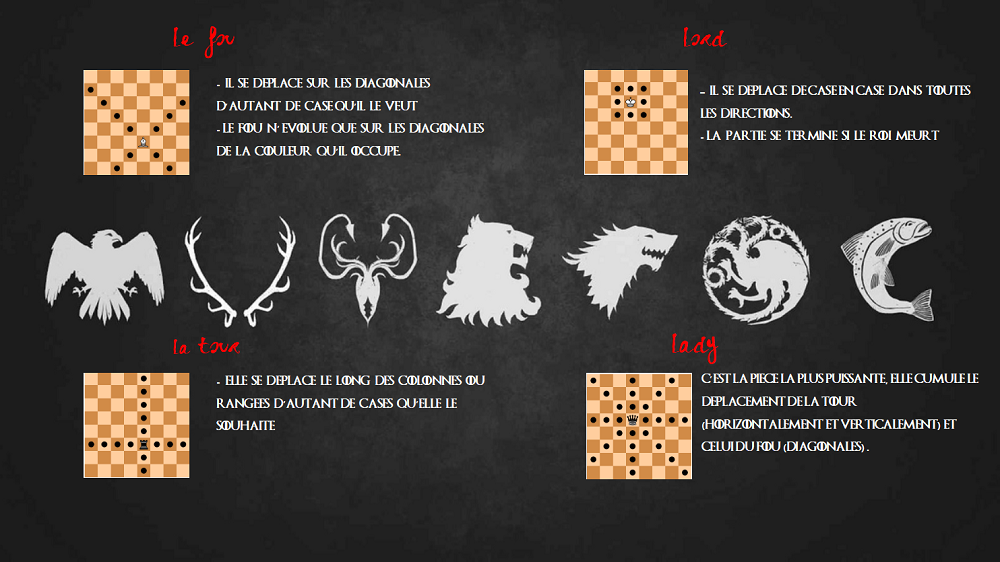 le fou
- IL SE DEPLACE SUR LES DIAGONALES
D'AUTANT DE CASE QU'IL LE VEUT
- LE FOU N'EVOLUE QUE SUR LES DIAGONALES
DE LA COULEUR QU'IL OCCUPE.
lord
- IL SE DEPLACE DE CASE EN CASE DANS TOUTES
LES DIRECTIONS.
- LA PARTIE SE TERMINE SI LE ROI MEURT
la tour
- ELLE SE DEPLACE LE LONG DES COLONNES OU
RANGEES D'AUTANT DE CASES QU'ELLE LE
SOUHAITE
lady
C'EST LA PIECE LA PLUS PUISSANTE, ELLE CUMULE LE
DEPLACEMENT DE LA TOUR
(HORIZONTALEMENT ET VERTICALEMENT) ET
CELUI DU FOU (DIAGONALES).